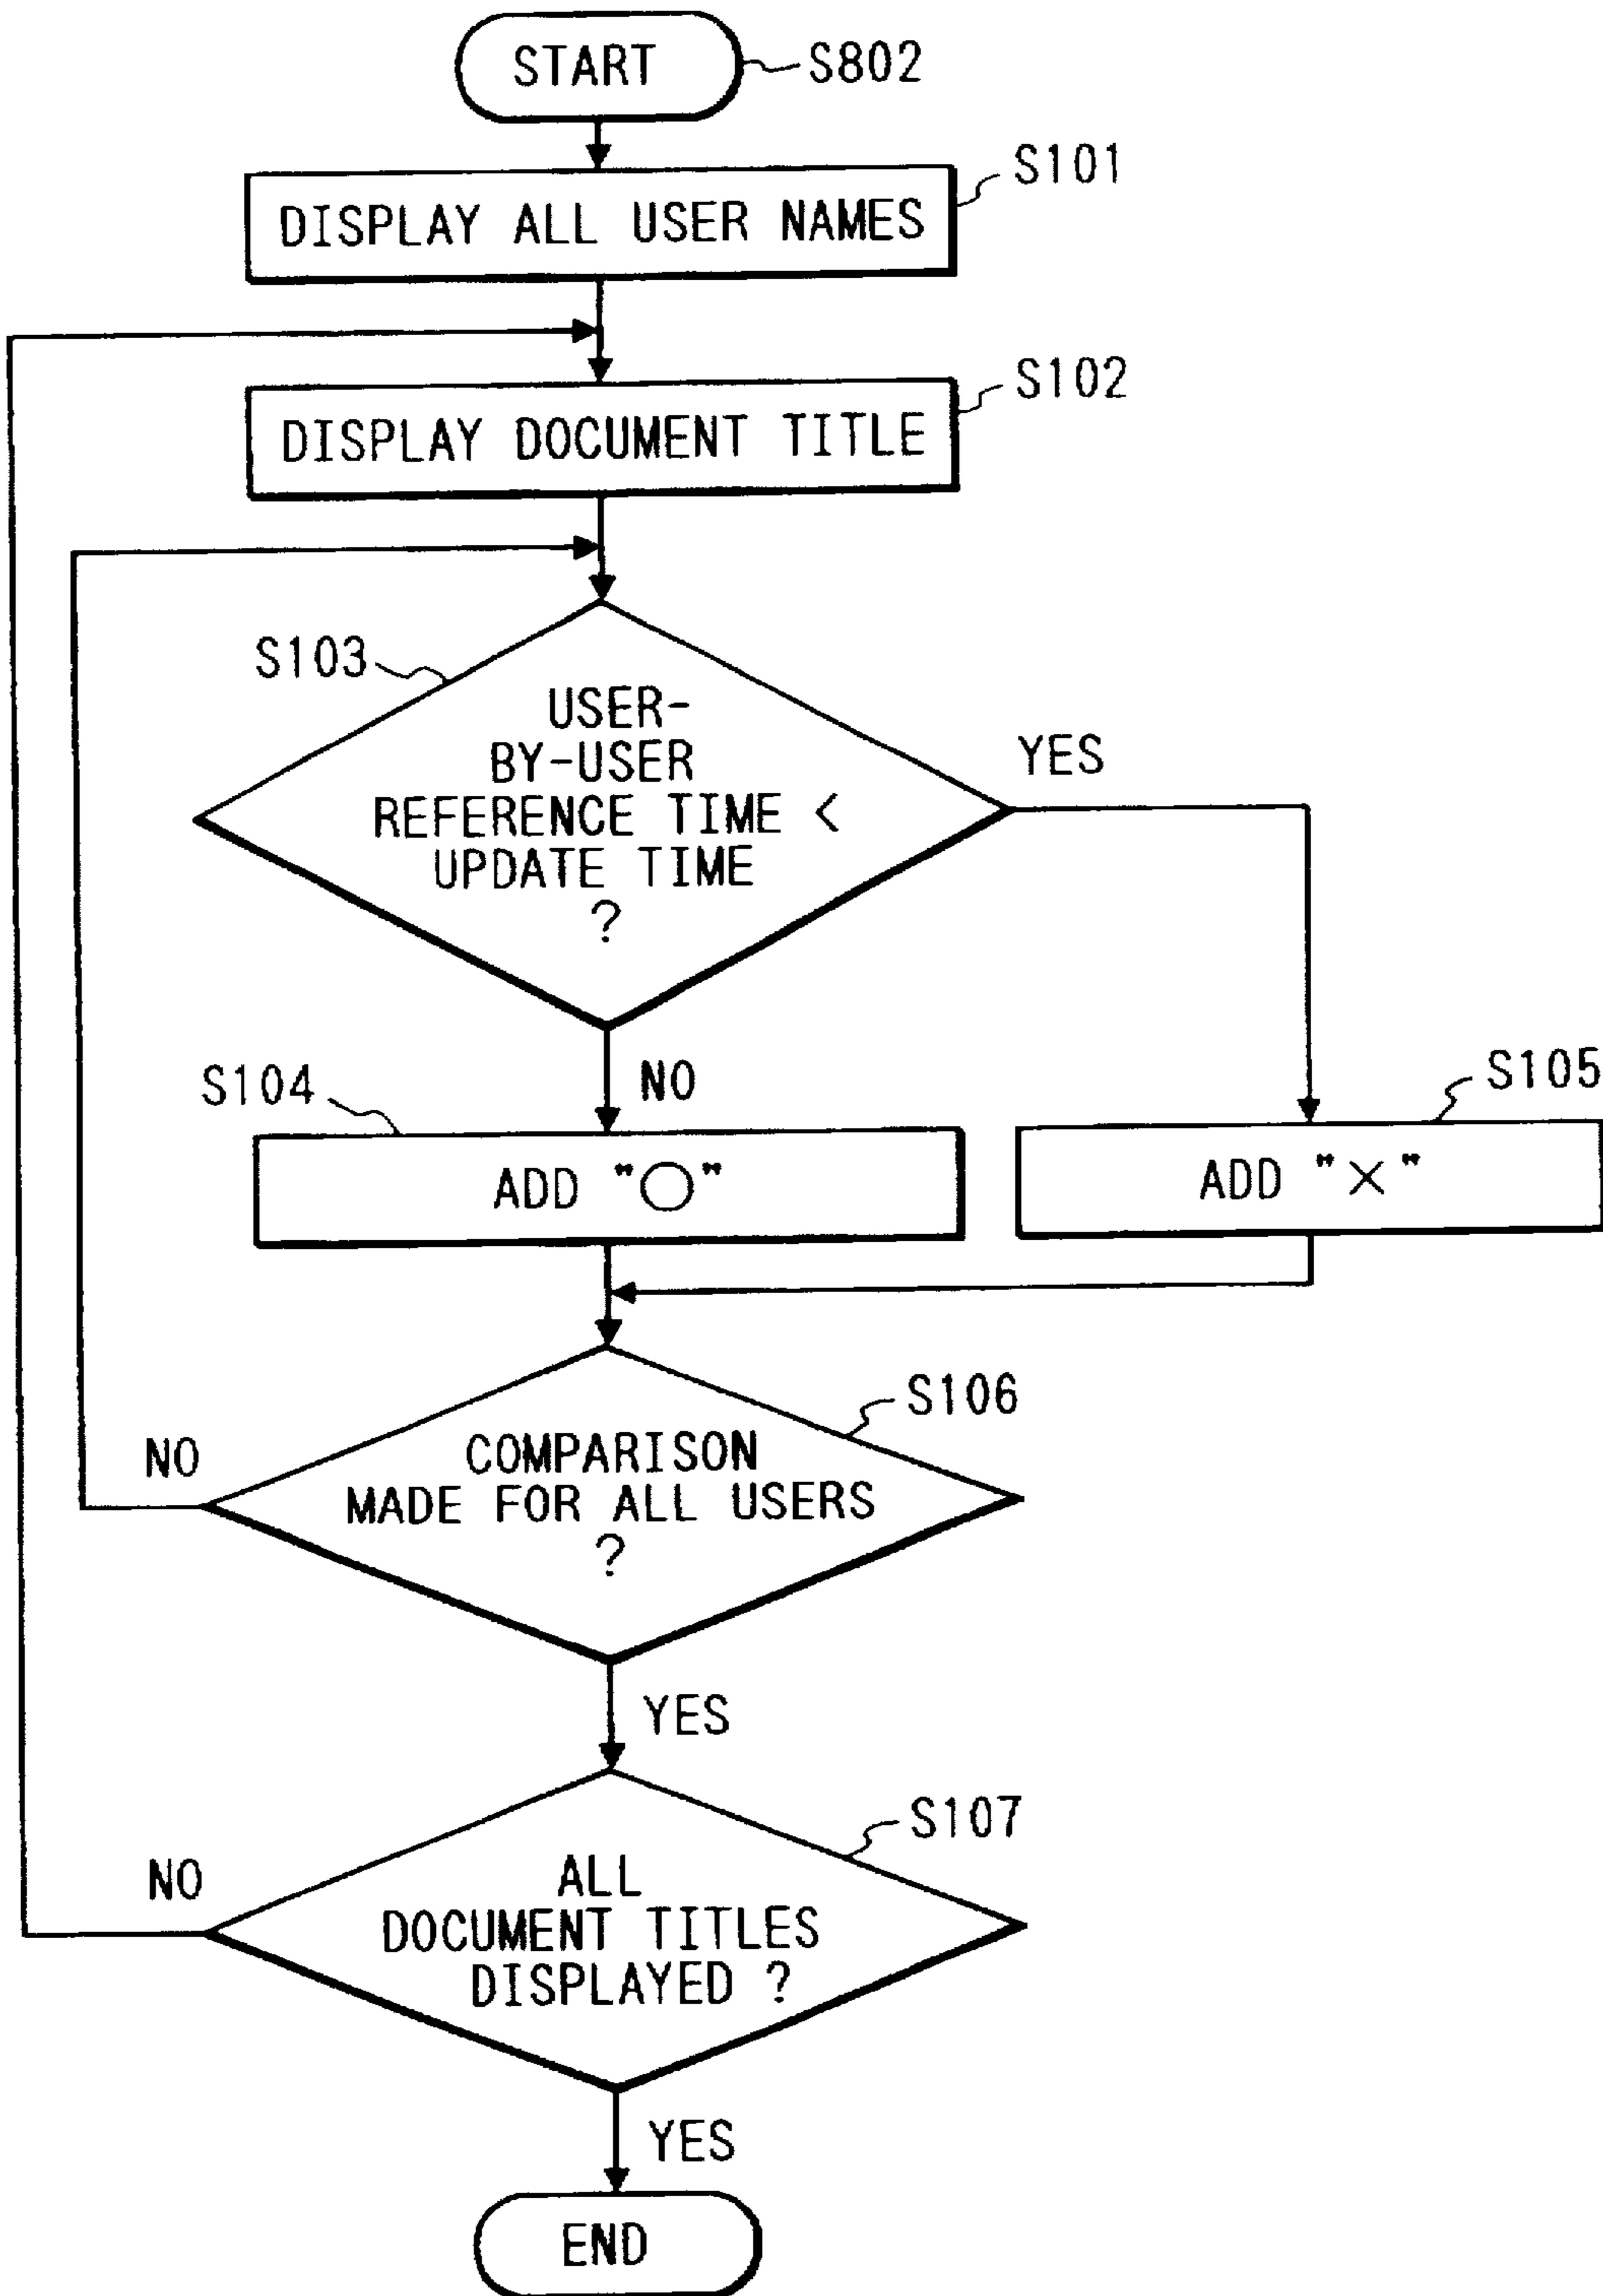 START
S802
S101
DISPLAY ALL USER NAMES
S102
DISPLAY DOCUMENT TITLE
S103
USER-
BY-USER
REFERENCE TIME <
UPDATE TIME
?
YES
NO
S104
ADD "○"
S105
ADD "×"
S106
COMPARISON
MADE FOR ALL USERS
?
NO
YES
S107
ALL
DOCUMENT TITLES
DISPLAYED ?
NO
YES
END